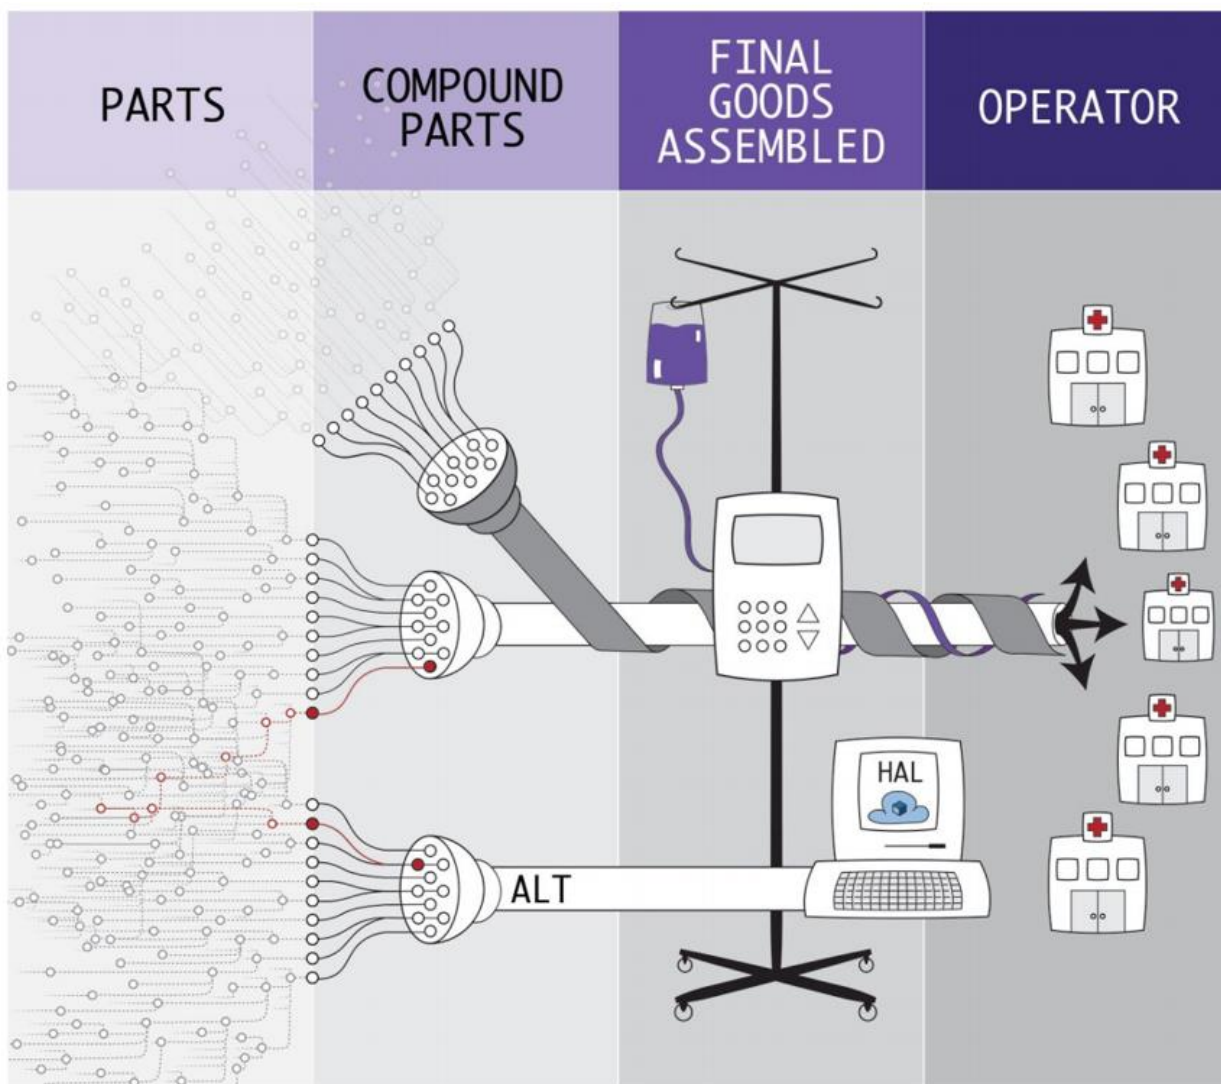 PARTS
COMPOUND
PARTS
FINAL
GOODS
ASSEMBLED
OPERATOR
HAL
ALT